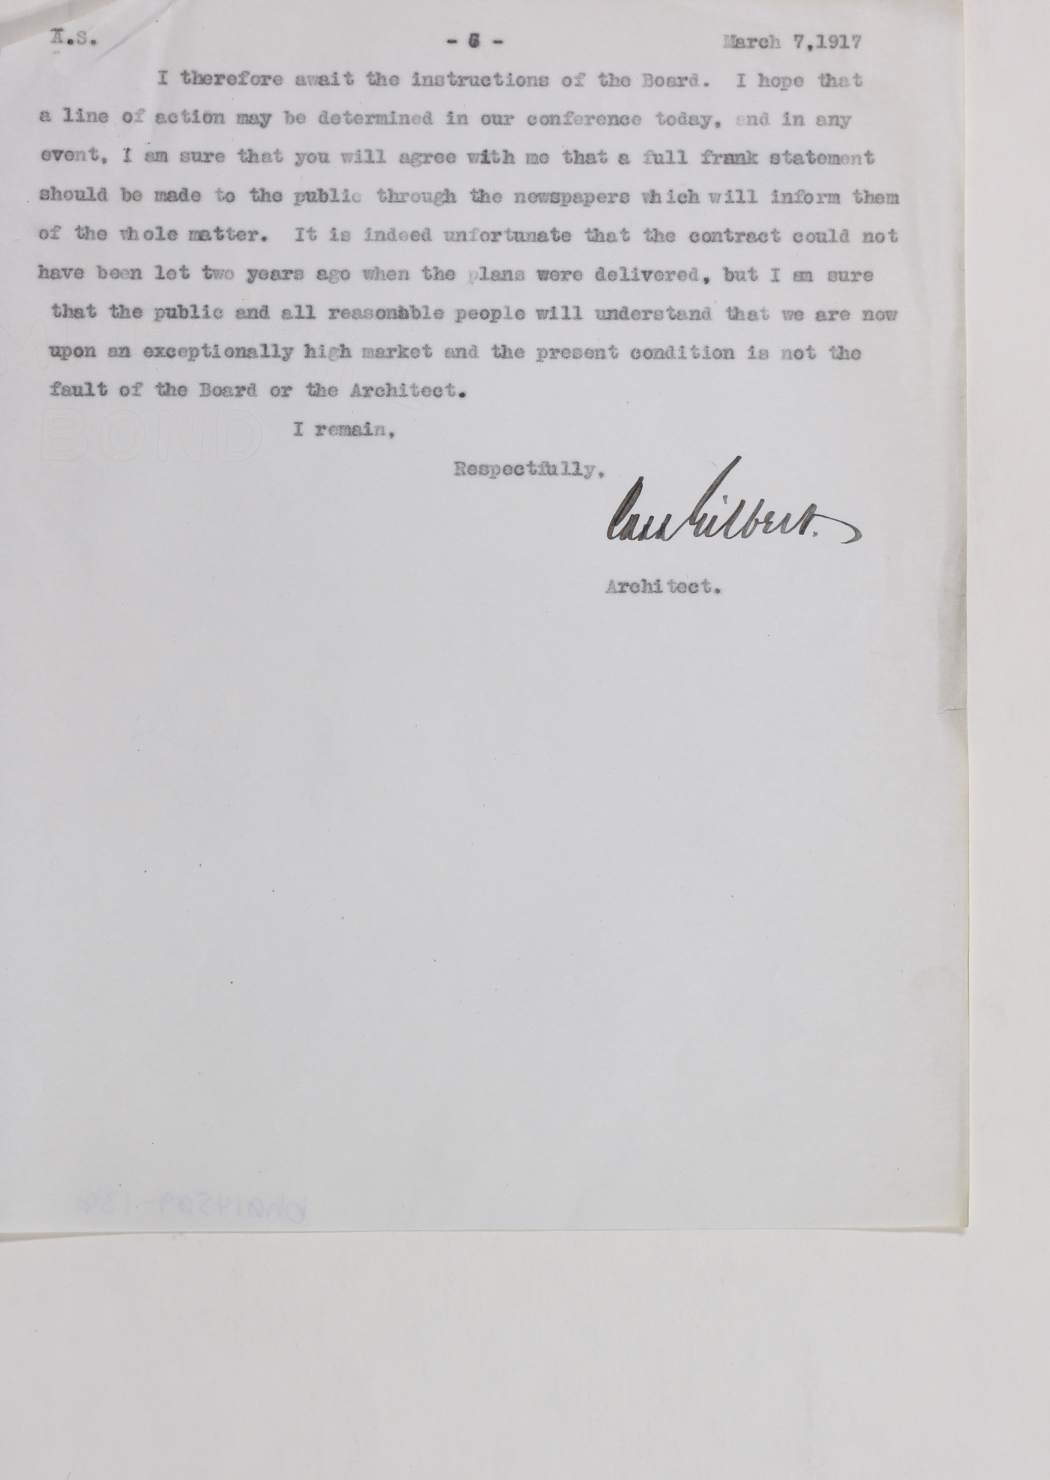 A.S. - 6 - March 7,1917
I therefore await the instructions of the Board. I hope that
a line of action may be determined in our conference today, and in any
event, I am sure that you will agree with me that a full frank statement
should be made to the public through the newspapers which will inform them
of the whole matter. It is indeed unfortunate that the contract could not
have been let two years ago when the plans were delivered, but I am sure
that the public and all reasonable people will understand that we are now
upon an exceptionally high market and the present condition is not the
fault of the Board or the Architect.
I remain,
BOND
Respectfully,
Cass Gilbert.
Architect.